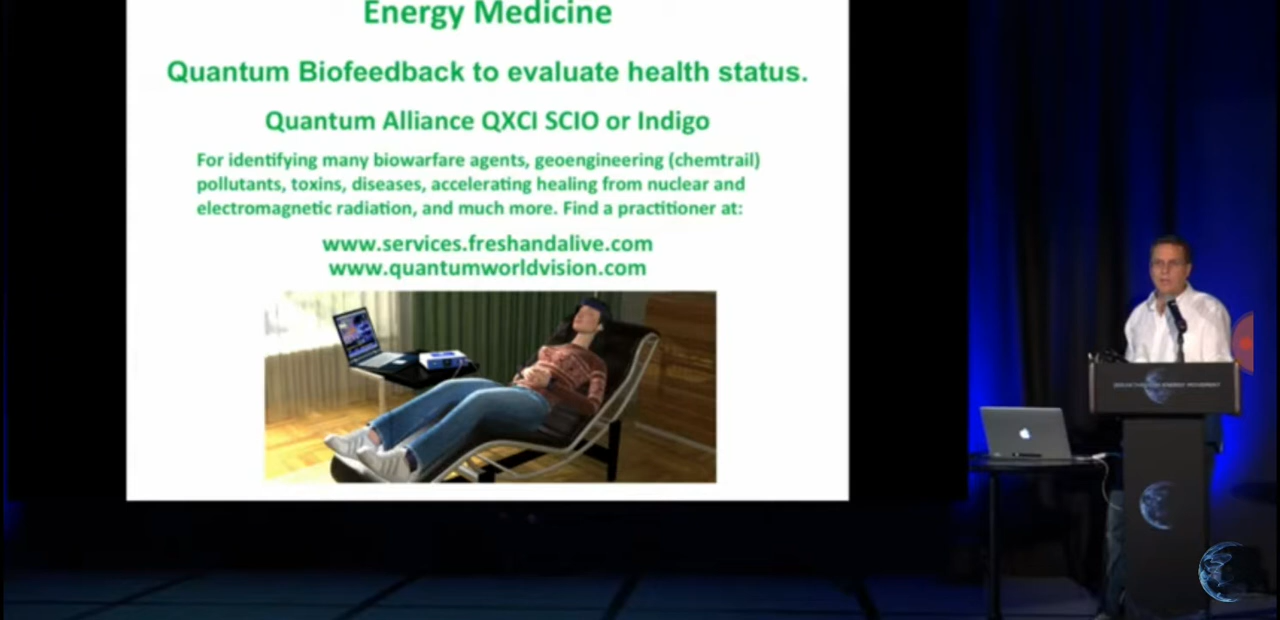 Energy Medicine
Quantum Biofeedback to evaluate health status.
Quantum Alliance QXCI SCIO or Indigo
For identifying many biowarfare agents, geoengineering (chemtrail)
pollutants, toxins, diseases, accelerating healing from nuclear and
electromagnetic radiation, and much more. Find a practitioner at:
www.services.freshandalive.com
www.quantumworldvision.com
ENERGY MOVEMENT